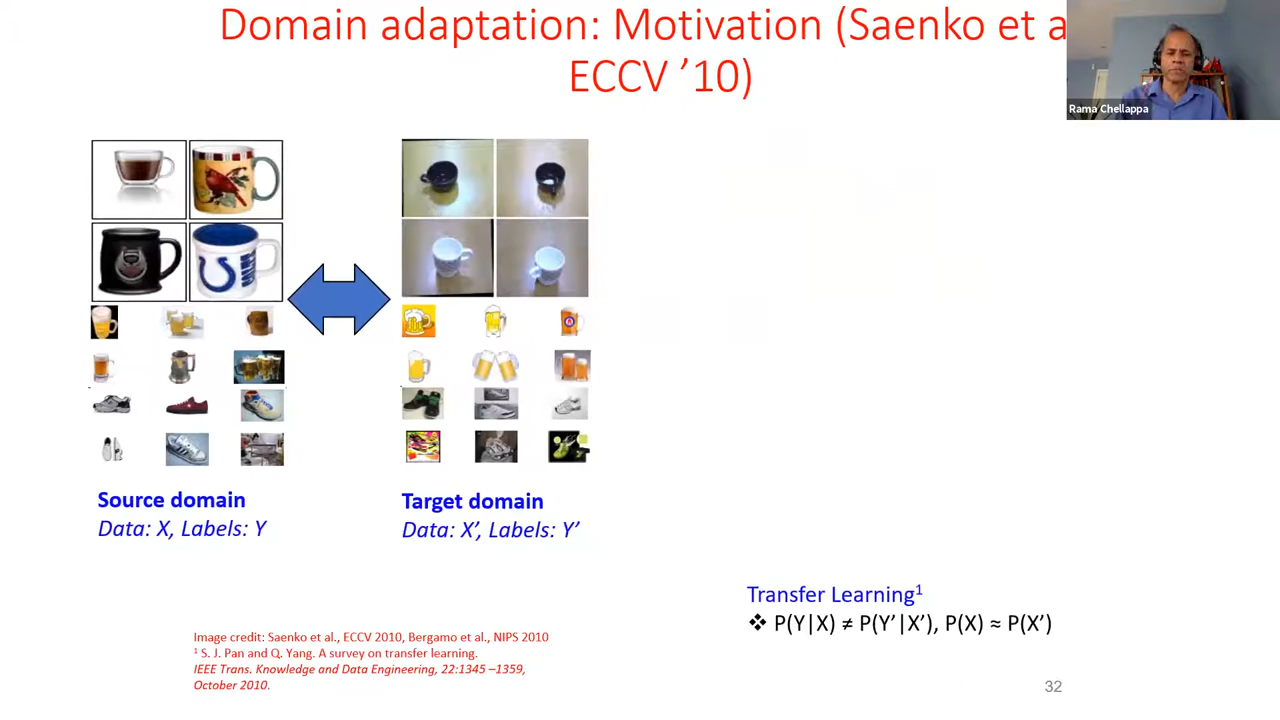 Domain adaptation: Motivation (Saenko et a
ECCV ’10)
Rama Chellappa
Source domain
Data: X, Labels: Y
Target domain
Data: X’, Labels: Y’
Transfer Learning¹
❖ P(Y|X) ≠ P(Y’|X’), P(X) ≈ P(X’)
Image credit: Saenko et al., ECCV 2010, Bergamo et al., NIPS 2010
¹ S. J. Pan and Q. Yang. A survey on transfer learning.
IEEE Trans. Knowledge and Data Engineering, 22:1345 –1359,
October 2010.
32